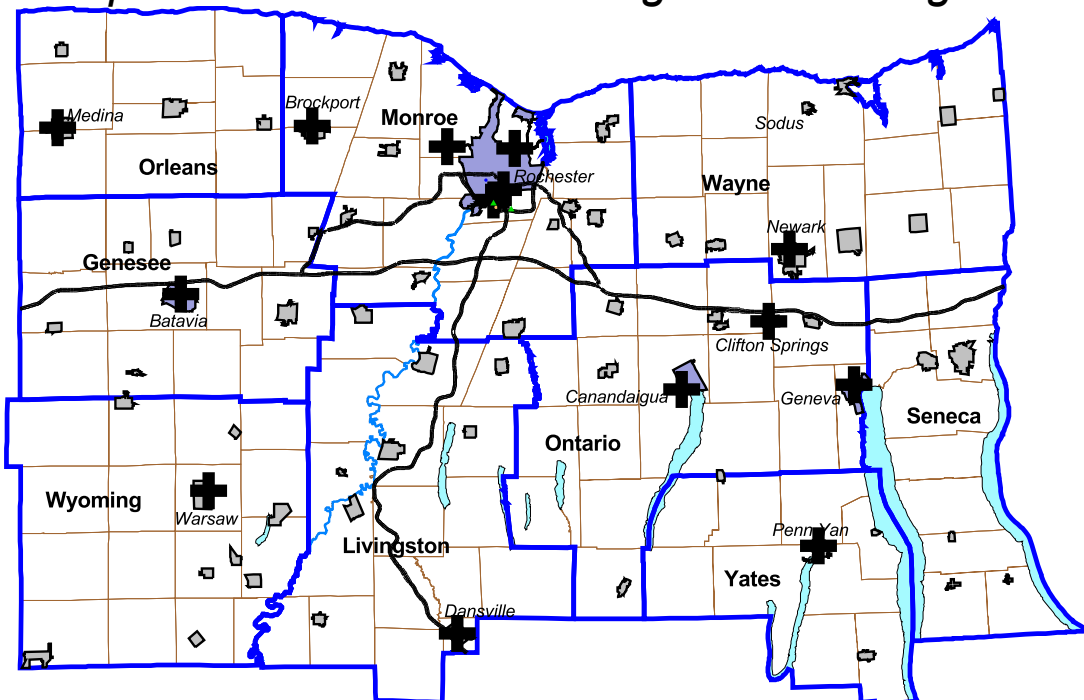 Medina
Brockport
Monroe
Sodus
Orleans
Rochester
Wayne
Newark
Genesee
Batavia
Clifton Springs
Canandaigua
Geneva
Seneca
Ontario
Wyoming
Warsaw
Penn Yan
Livingston
Yates
Dansville